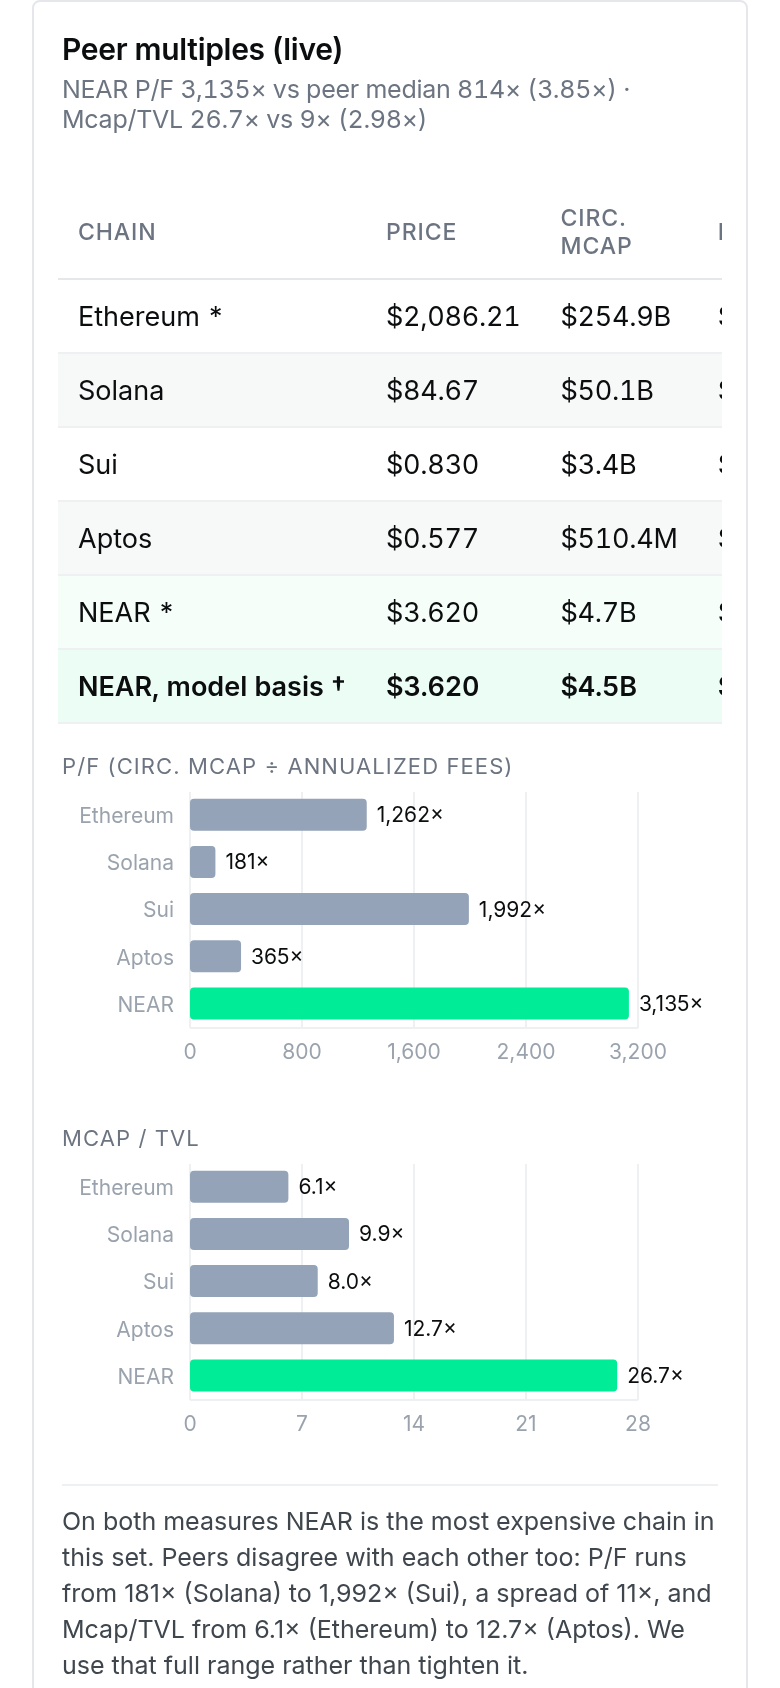 Peer multiples (live)
NEAR P/F 3,135× vs peer median 814× (3.85×) ·
Mcap/TVL 26.7× vs 9× (2.98×)
CHAIN PRICE CIRC. MCAP
Ethereum * $2,086.21 $254.9B
Solana $84.67 $50.1B
Sui $0.830 $3.4B
Aptos $0.577 $510.4M
NEAR * $3.620 $4.7B
NEAR, model basis † $3.620 $4.5B
P/F (CIRC. MCAP ÷ ANNUALIZED FEES)
Ethereum 1,262×
Solana 181×
Sui 1,992×
Aptos 365×
NEAR 3,135×
0 800 1,600 2,400 3,200
MCAP / TVL
Ethereum 6.1×
Solana 9.9×
Sui 8.0×
Aptos 12.7×
NEAR 26.7×
0 7 14 21 28
On both measures NEAR is the most expensive chain in
this set. Peers disagree with each other too: P/F runs
from 181× (Solana) to 1,992× (Sui), a spread of 11×, and
Mcap/TVL from 6.1× (Ethereum) to 12.7× (Aptos). We
use that full range rather than tighten it.